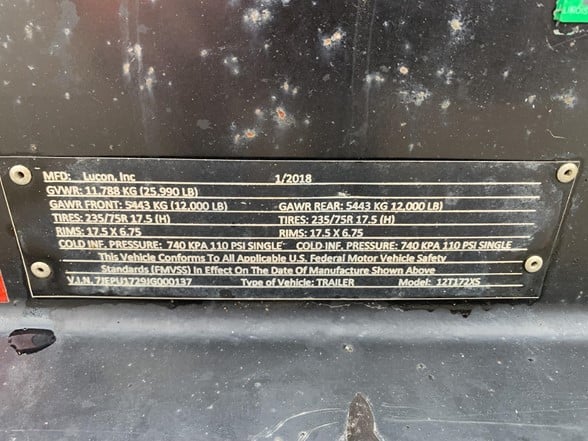 MFD: Lucon, Inc 1/2018
GVWR: 11,788 KG (25,990 LB)
GAWR FRONT: 5443 KG (12,000 LB) GAWR REAR: 5443 KG 12,000 LB)
TIRES: 235/75R 17.5 (H) TIRES: 235/75R 17.5 (H)
RIMS: 17.5 X 6.75 RIMS: 17.5 X 6.75
COLD INF. PRESSURE: 740 KPA 110 PSI SINGLE COLD INF. PRESSURE: 740 KPA 110 PSI SINGLE
This Vehicle Conforms To All Applicable U.S. Federal Motor Vehicle Safety
Standards (FMVSS) In Effect On The Date Of Manufacture Shown Above
V.I.N. 7JEPU1729JG000137 Type of Vehicle: TRAILER Model: 12T172XS